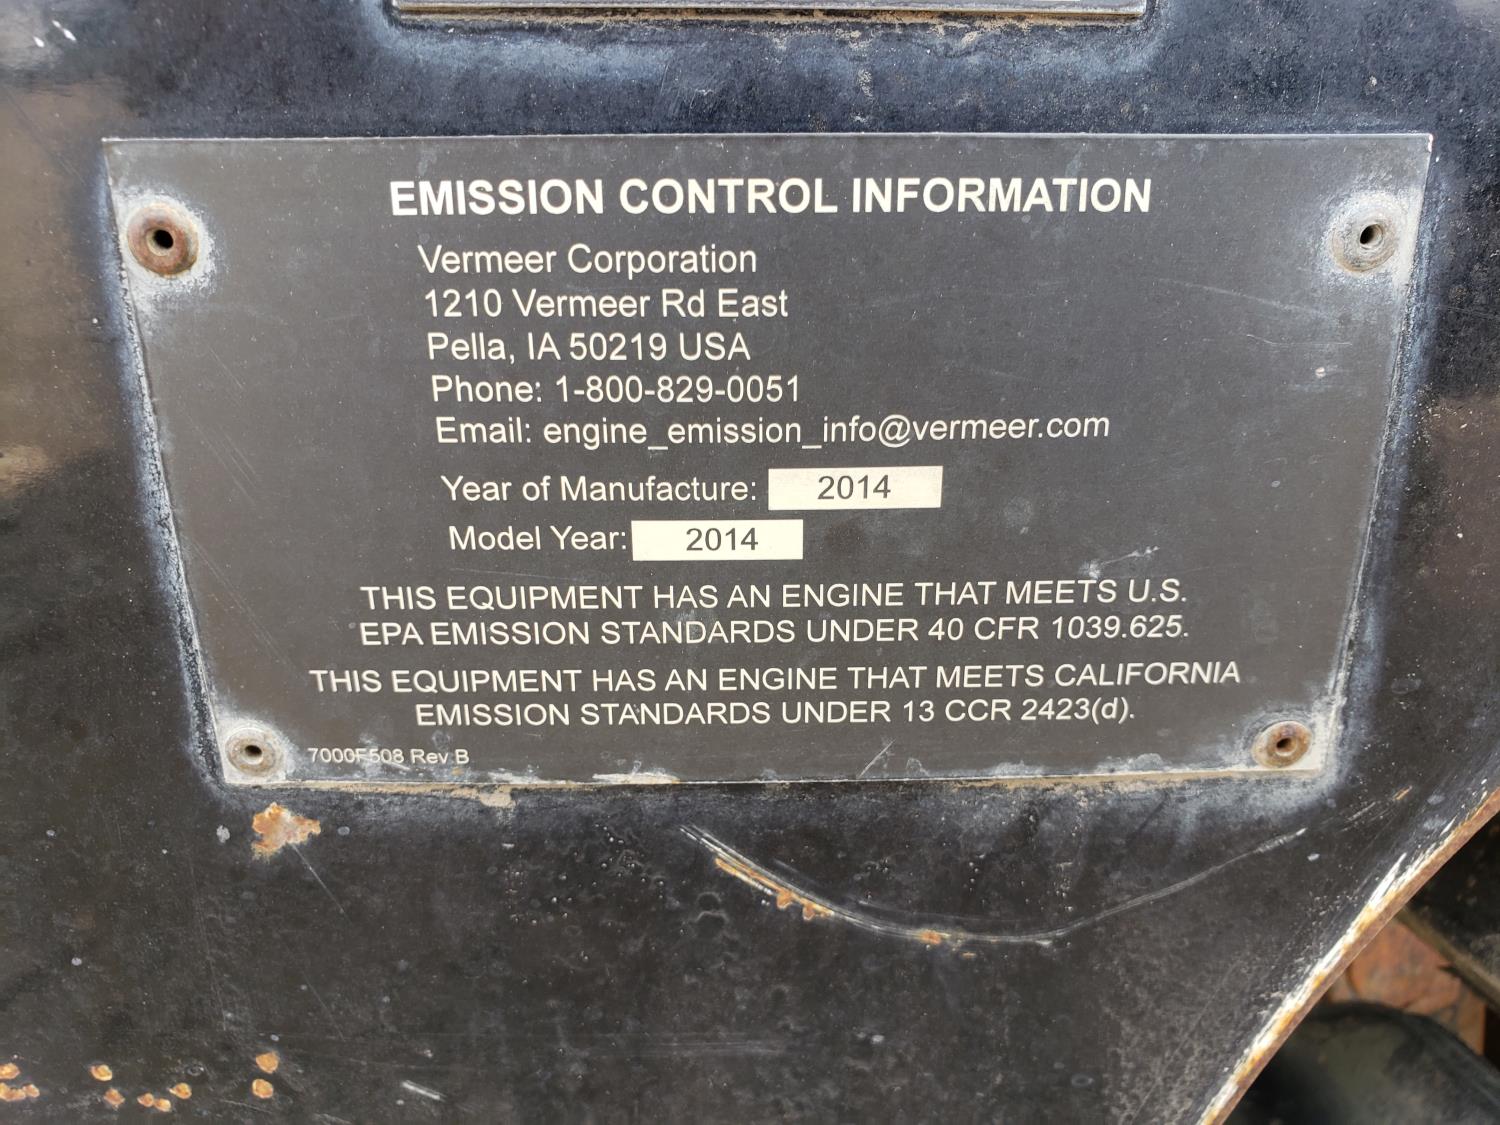 EMISSION CONTROL INFORMATION
Vermeer Corporation
1210 Vermeer Rd East
Pella, IA 50219 USA
Phone: 1-800-829-0051
Email: engine_emission_info@vermeer.com
Year of Manufacture: 2014
Model Year: 2014
THIS EQUIPMENT HAS AN ENGINE THAT MEETS U.S.
EPA EMISSION STANDARDS UNDER 40 CFR 1039.625.
THIS EQUIPMENT HAS AN ENGINE THAT MEETS CALIFORNIA
EMISSION STANDARDS UNDER 13 CCR 2423(d).
7000F508 Rev B